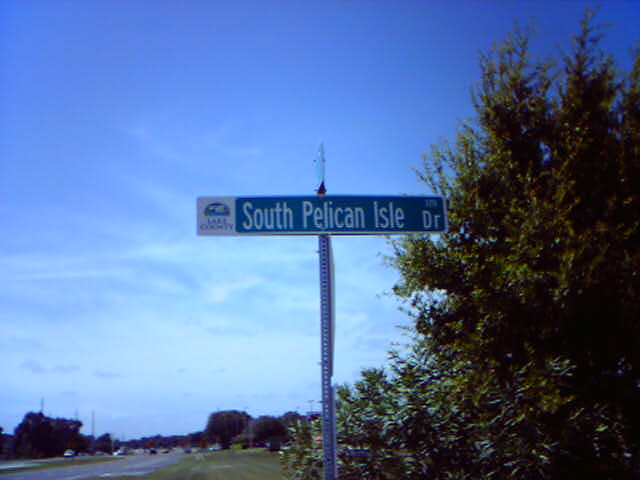 LAKE
COUNTY
South Pelican Isle Dr